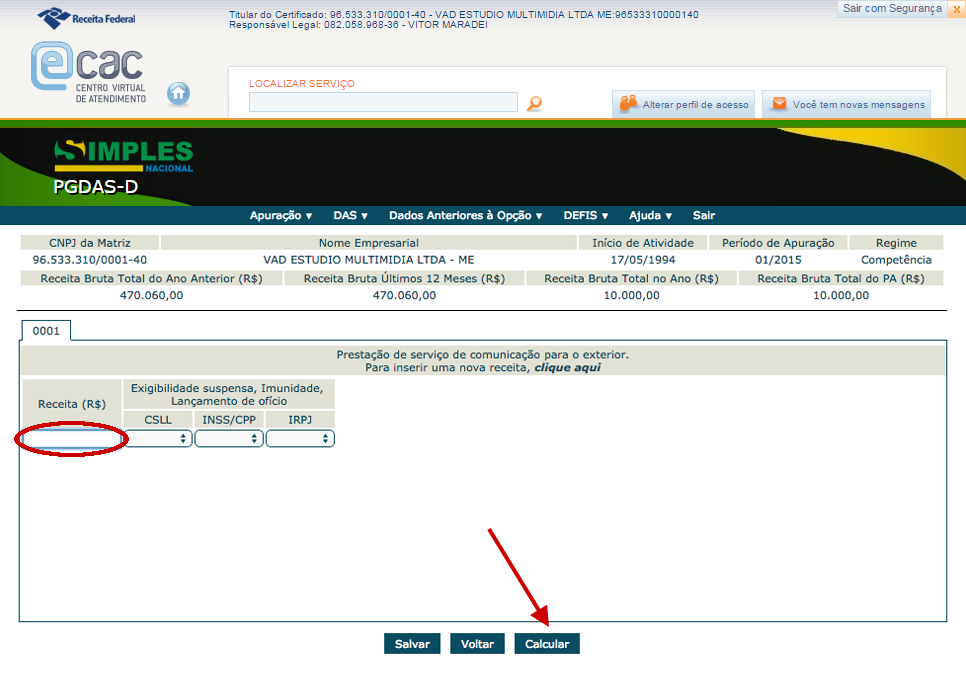 Receita Federal
Titular do Certificado: 96.533.310/0001-40 - VAD ESTUDIO MULTIMIDIA LTDA ME:96533310000140
Responsável Legal: 082.058.968-36 - VITOR MARADEI
Sair com Segurança x
ecac
CENTRO VIRTUAL
DE ATENDIMENTO
LOCALIZAR SERVIÇO
Alterar perfil de acesso
Você tem novas mensagens
SIMPLES
NACIONAL
PGDAS-D
Apuração ▼ DAS ▼ Dados Anteriores à Opção ▼ DEFIS ▼ Ajuda ▼ Sair
CNPJ da Matriz Nome Empresarial Início de Atividade Período de Apuração Regime
96.533.310/0001-40 VAD ESTUDIO MULTIMIDIA LTDA - ME 17/05/1994 01/2015 Competência
Receita Bruta Total do Ano Anterior (R$) Receita Bruta Últimos 12 Meses (R$) Receita Bruta Total no Ano (R$) Receita Bruta Total do PA (R$)
470.060,00 470.060,00 10.000,00 10.000,00
0001
Prestação de serviço de comunicação para o exterior.
Para inserir uma nova receita, clique aqui
Receita (R$)
Exigibilidade suspensa, Imunidade,
Lançamento de ofício
CSLL INSS/CPP IRPJ
Salvar Voltar Calcular